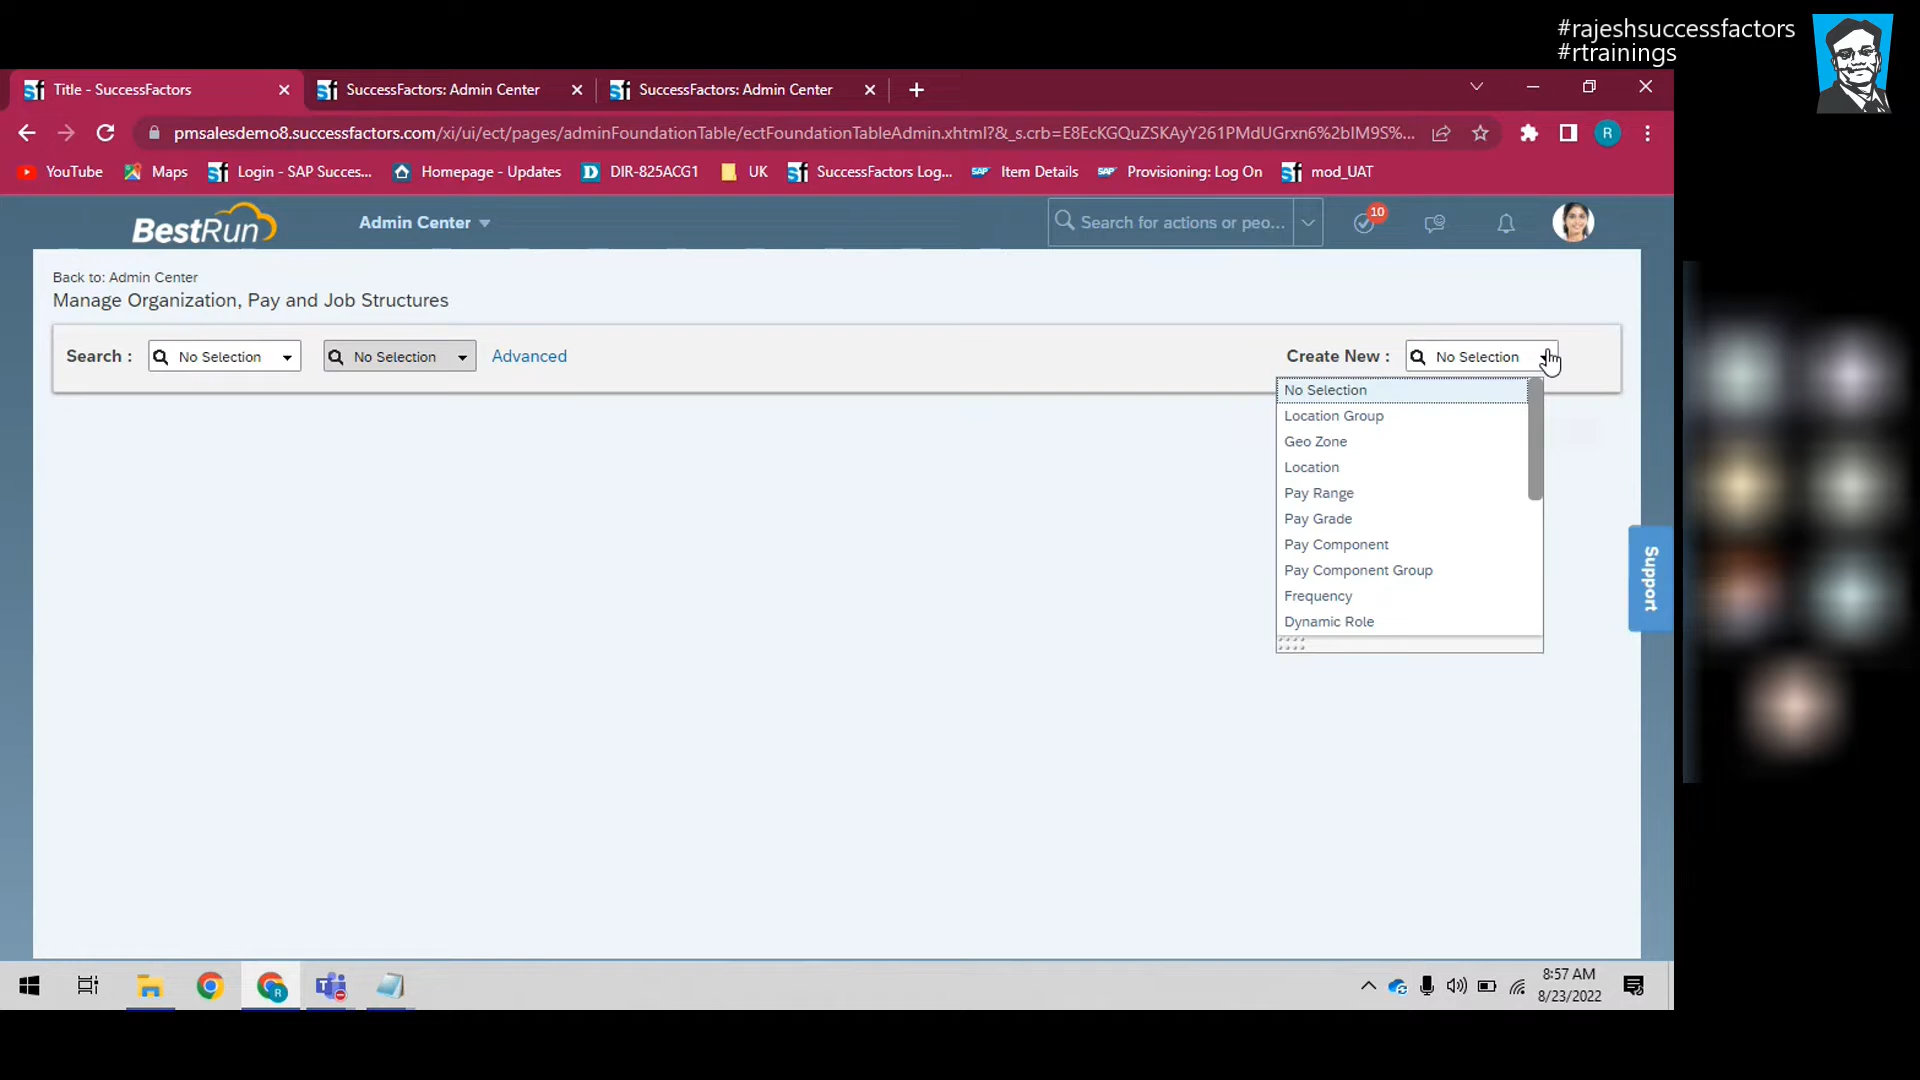 #rajeshsuccessfactors
#rtrainings
Title - SuccessFactors
SuccessFactors: Admin Center
SuccessFactors: Admin Center
pmsalesdemo8.successfactors.com/xi/ui/ect/pages/adminFoundationTable/ectFoundationTableAdmin.xhtml?&_s.crb=E8EcKGQuZSKAyY261PMdUGrxn6%2bIM9S%...
R
YouTube
Maps
Login - SAP Succes...
Homepage - Updates
DIR-825ACG1
UK
SuccessFactors Log...
Item Details
Provisioning: Log On
mod_UAT
BestRun
Admin Center
Search for actions or peo...
10
Back to: Admin Center
Manage Organization, Pay and Job Structures
Search :
No Selection
No Selection
Advanced
Create New :
No Selection
No Selection
Location Group
Geo Zone
Location
Pay Range
Pay Grade
Pay Component
Pay Component Group
Frequency
Dynamic Role
Support
8:57 AM
8/23/2022